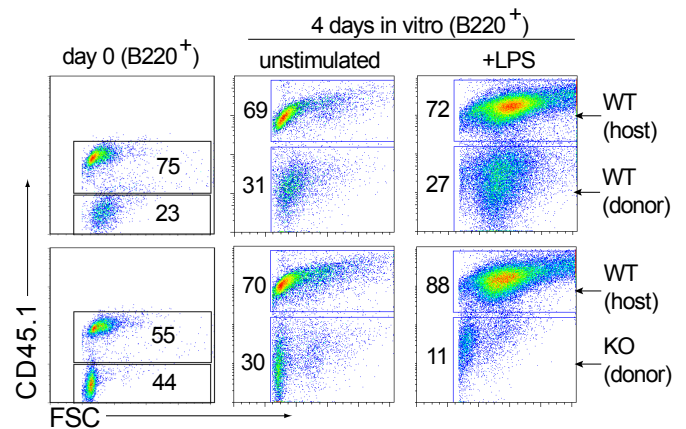 4 days in vitro (B220+)
day 0 (B220+)
unstimulated
+LPS
69
72
WT
(host)
75
31
27
WT
(donor)
23
70
88
WT
(host)
55
30
11
KO
(donor)
44
CD45.1
FSC